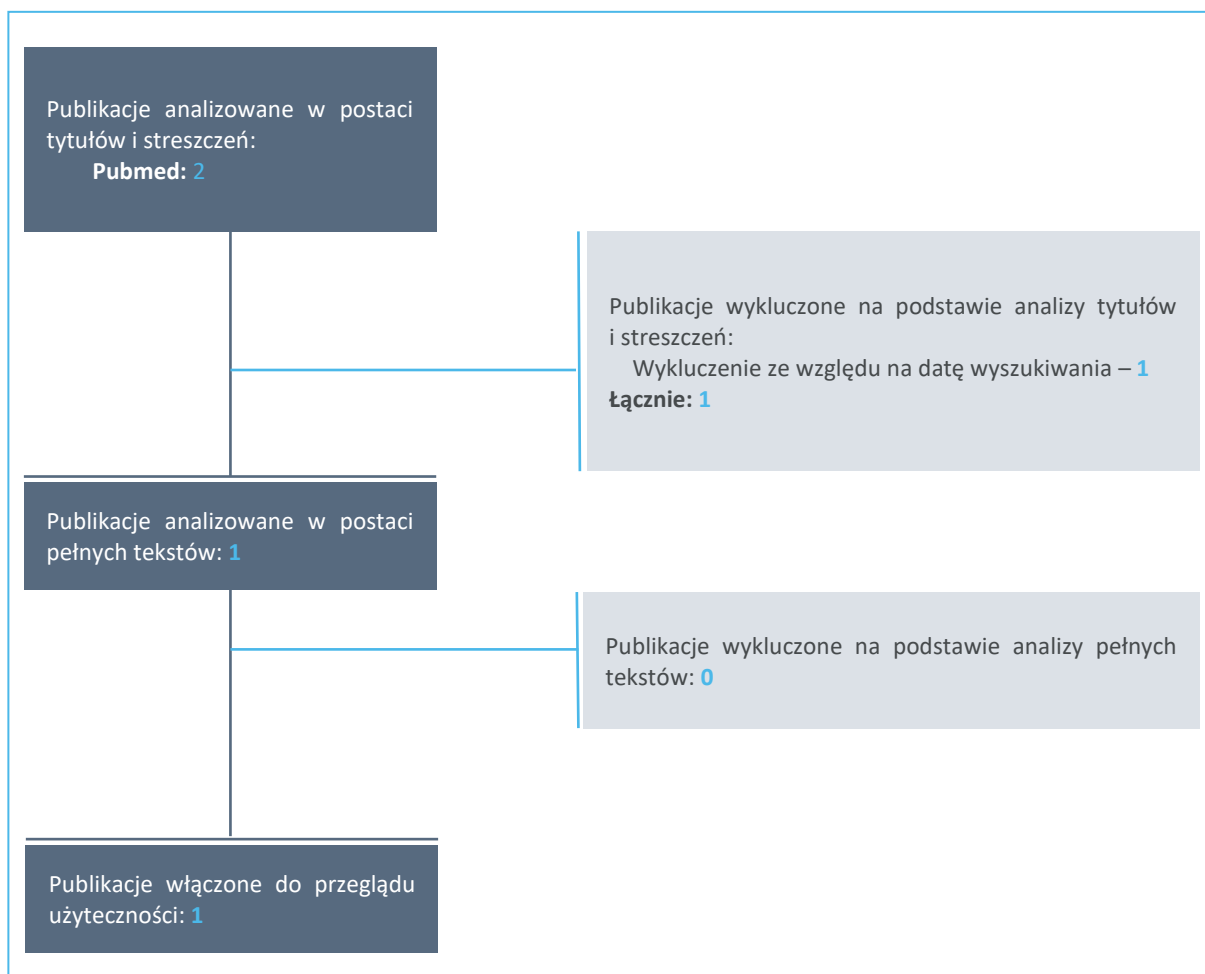 Publikacje analizowane w postaci
tytułów i streszczeń:
Pubmed: 2
Publikacje wykluczone na podstawie analizy tytułów
i streszczeń:
Wykluczenie ze względu na datę wyszukiwania – 1
Łącznie: 1
Publikacje analizowane w postaci
pełnych tekstów: 1
Publikacje wykluczone na podstawie analizy pełnych
tekstów: 0
Publikacje włączone do przeglądu
użyteczności: 1